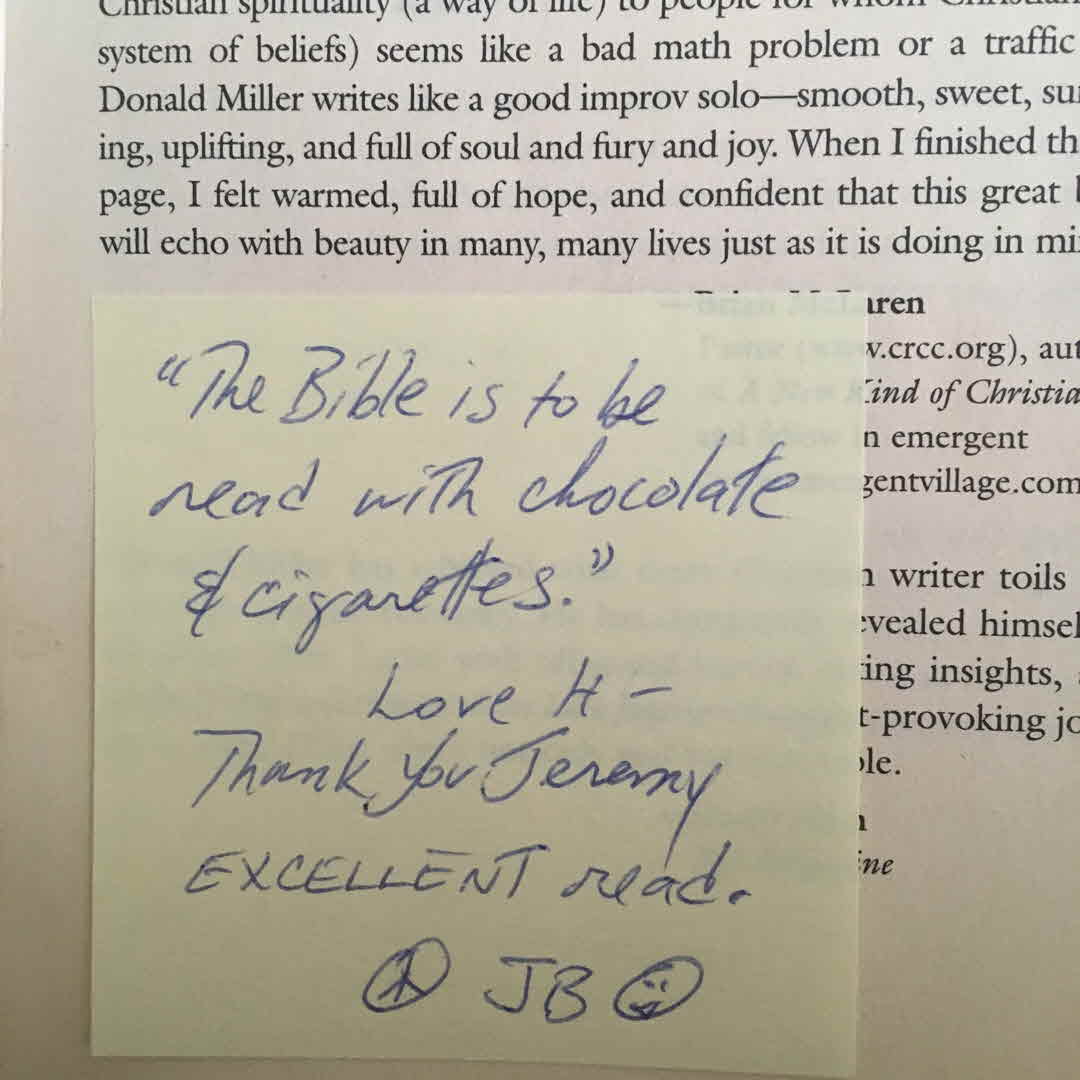 Christian spirituality (a way of life) to people for whom Christian
system of beliefs) seems like a bad math problem or a traffic
Donald Miller writes like a good improv solo—smooth, sweet, sur
ing, uplifting, and full of soul and fury and joy. When I finished th
page, I felt warmed, full of hope, and confident that this great
will echo with beauty in many, many lives just as it is doing in mi
—Brian McLaren
v.crcc.org), aut
Kind of Christia
n emergent
gentvillage.com
"The Bible is to be
read with chocolate
& cigarettes."
Love it –
Thank you Jeremy
EXCELLENT read.
JB
n writer toils
evealed himsel
ing insights,
t-provoking jo
ble.
ine